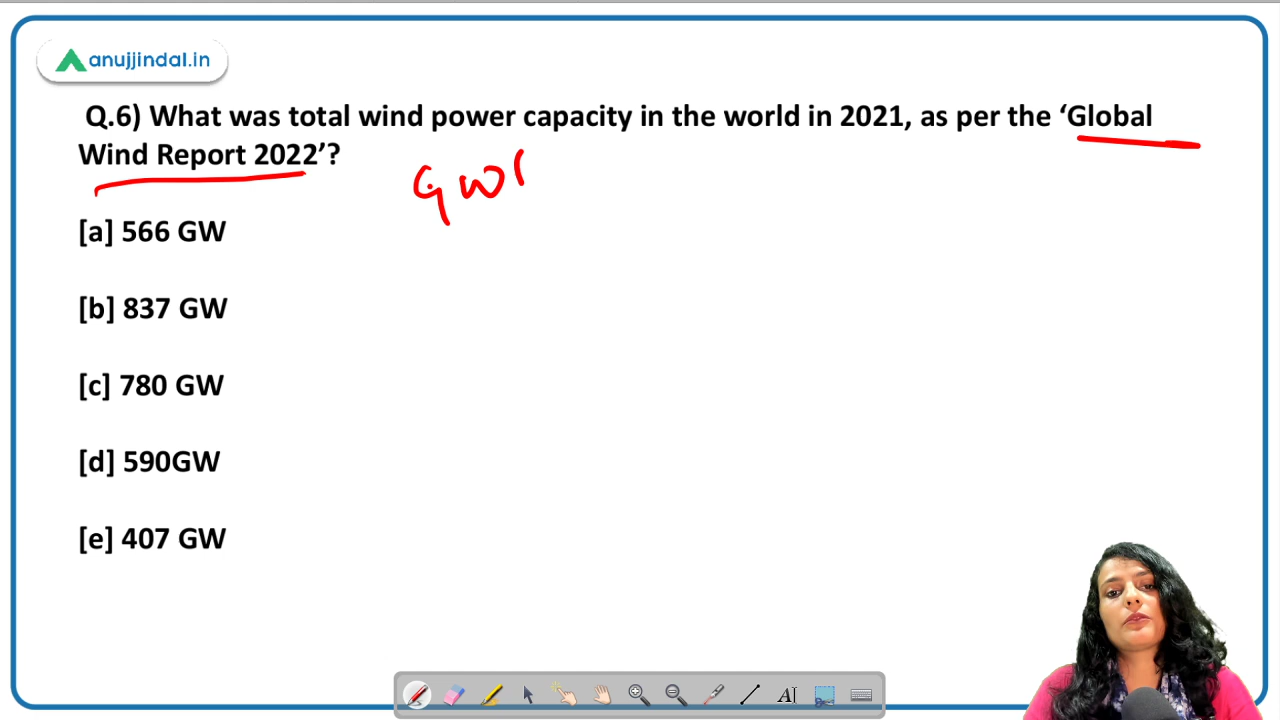 anujjindal.in
Q.6) What was total wind power capacity in the world in 2021, as per the ‘Global
Wind Report 2022’?
GW
[a] 566 GW
[b] 837 GW
[c] 780 GW
[d] 590GW
[e] 407 GW